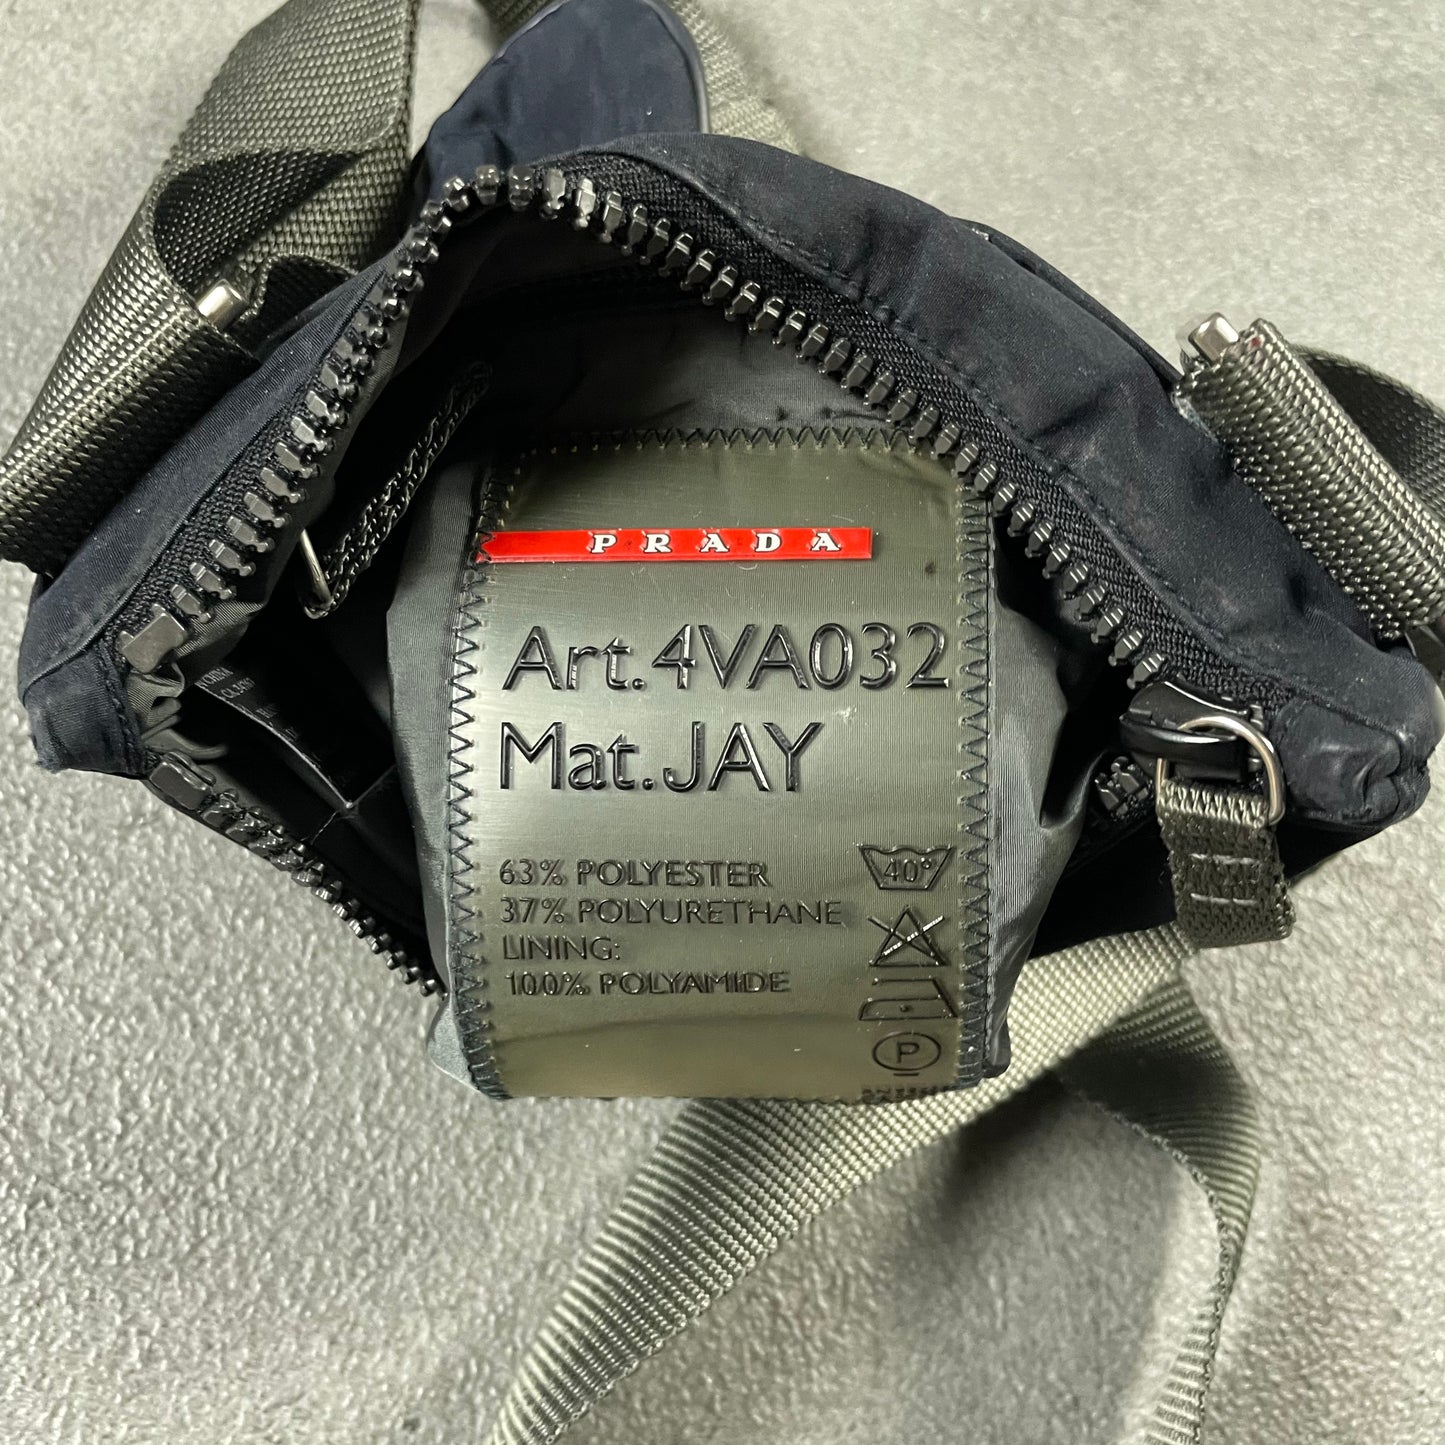 PRADA
Art.4VA032
Mat.JAY
63% POLYESTER
37% POLYURETHANE
LINING:
100% POLYAMIDE
40°
P